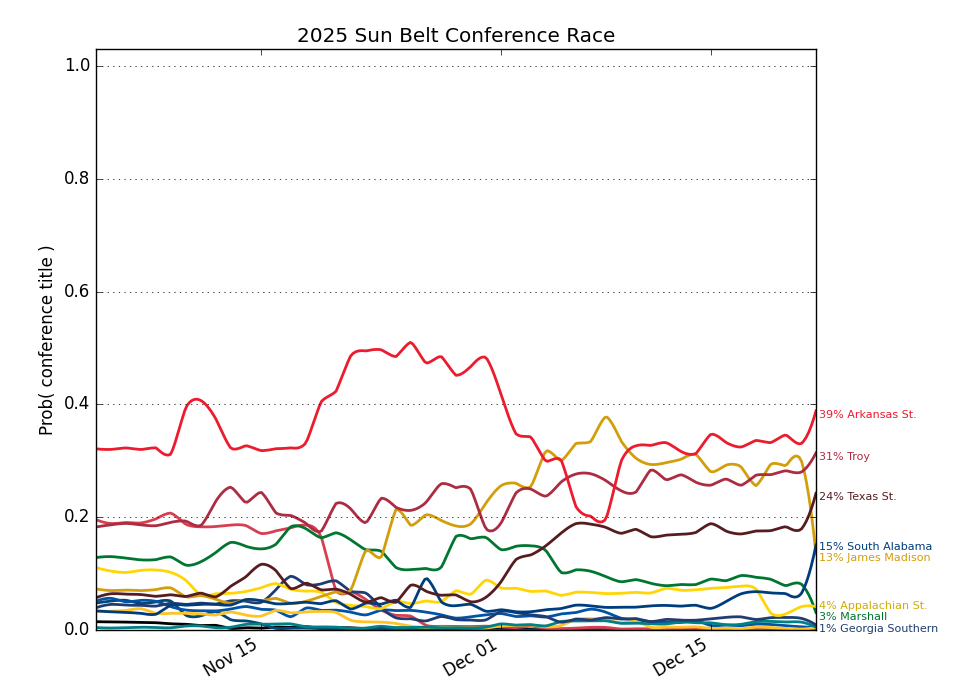 2025 Sun Belt Conference Race
Prob( conference title )
1.0
0.8
0.6
0.4
0.2
0.0
Nov 15
Dec 01
Dec 15
39% Arkansas St.
31% Troy
24% Texas St.
15% South Alabama
13% James Madison
4% Appalachian St.
3% Marshall
1% Georgia Southern